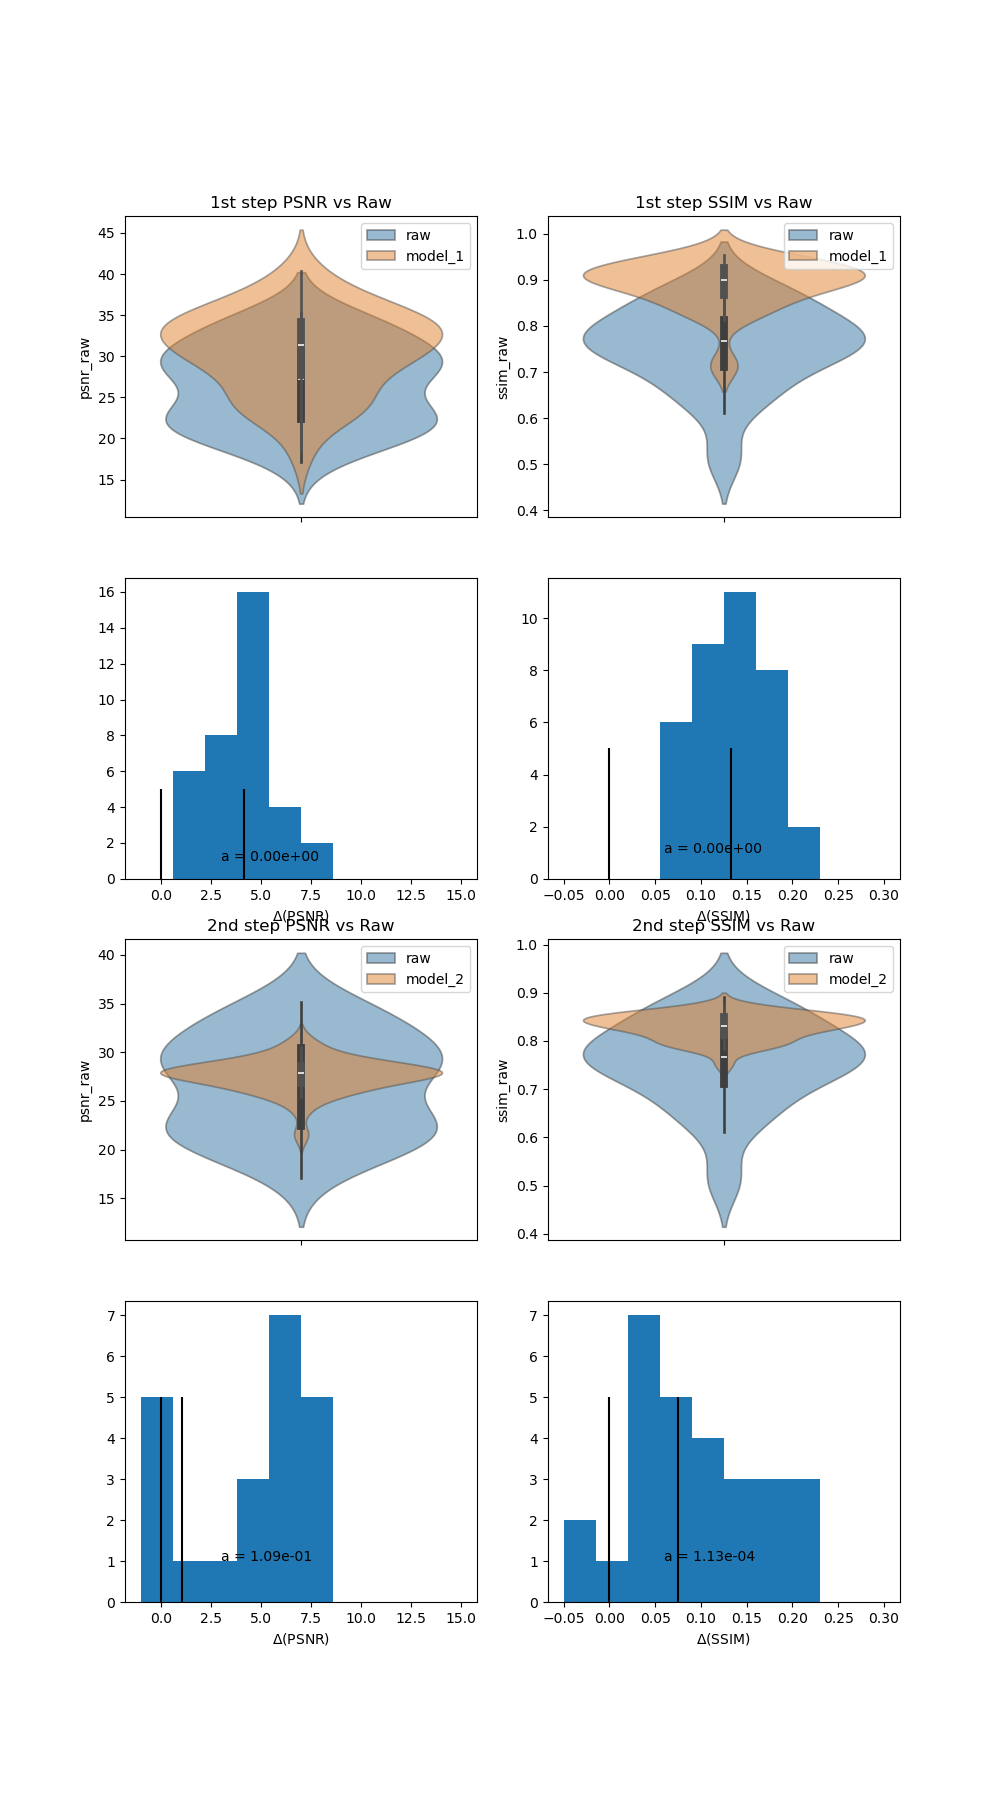 1st step PSNR vs Raw
45
40
35
30
25
20
15
psnr_raw
raw
model_1
1st step SSIM vs Raw
1.0
0.9
0.8
0.7
0.6
0.5
0.4
ssim_raw
raw
model_1
16
14
12
10
8
6
4
2
0
a = 0.00e+00
0.0 2.5 5.0 7.5 10.0 12.5 15.0
Δ(PSNR)
10
8
6
4
2
0
a = 0.00e+00
−0.05 0.00 0.05 0.10 0.15 0.20 0.25 0.30
Δ(SSIM)
2nd step PSNR vs Raw
40
35
30
25
20
15
psnr_raw
raw
model_2
2nd step SSIM vs Raw
1.0
0.9
0.8
0.7
0.6
0.5
0.4
ssim_raw
raw
model_2
7
6
5
4
3
2
1
0
a = 1.09e-01
0.0 2.5 5.0 7.5 10.0 12.5 15.0
Δ(PSNR)
7
6
5
4
3
2
1
0
a = 1.13e-04
−0.05 0.00 0.05 0.10 0.15 0.20 0.25 0.30
Δ(SSIM)